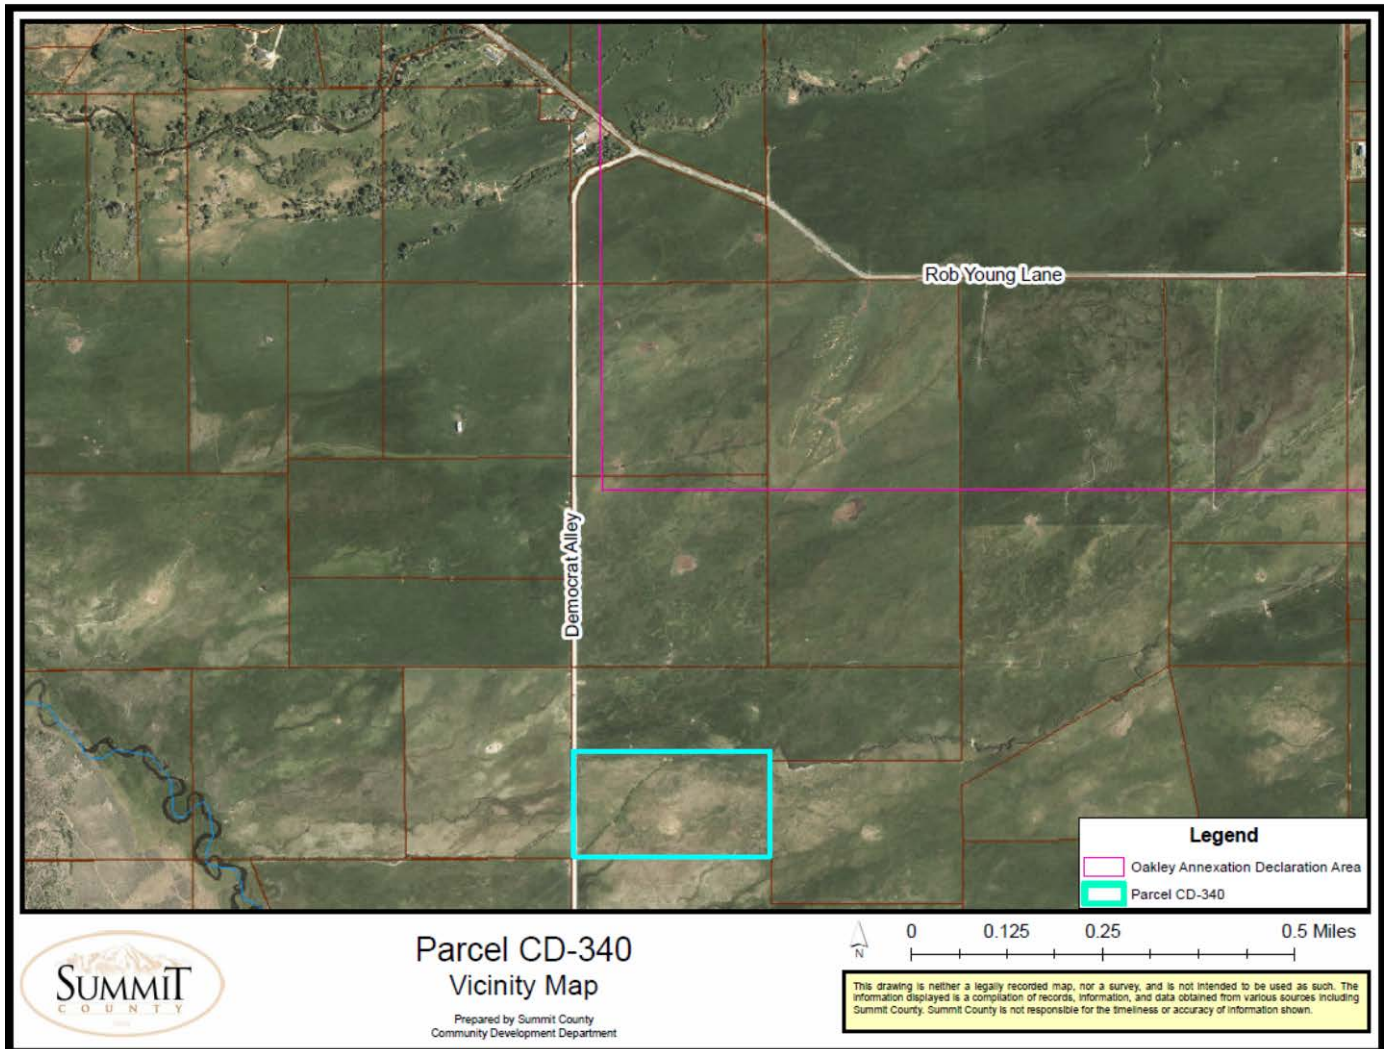 Rob Young Lane
Democrat Alley
Legend
Oakley Annexation Declaration Area
Parcel CD-340
SUMMIT
COUNTY
Parcel CD-340
Vicinity Map
Prepared by Summit County
Community Development Department
N
0 0.125 0.25 0.5 Miles
This drawing is neither a legally recorded map, nor a survey, and is not intended to be used as such. The
information displayed is a compilation of records, information, and data obtained from various sources including
Summit County. Summit County is not responsible for the timeliness or accuracy of information shown.